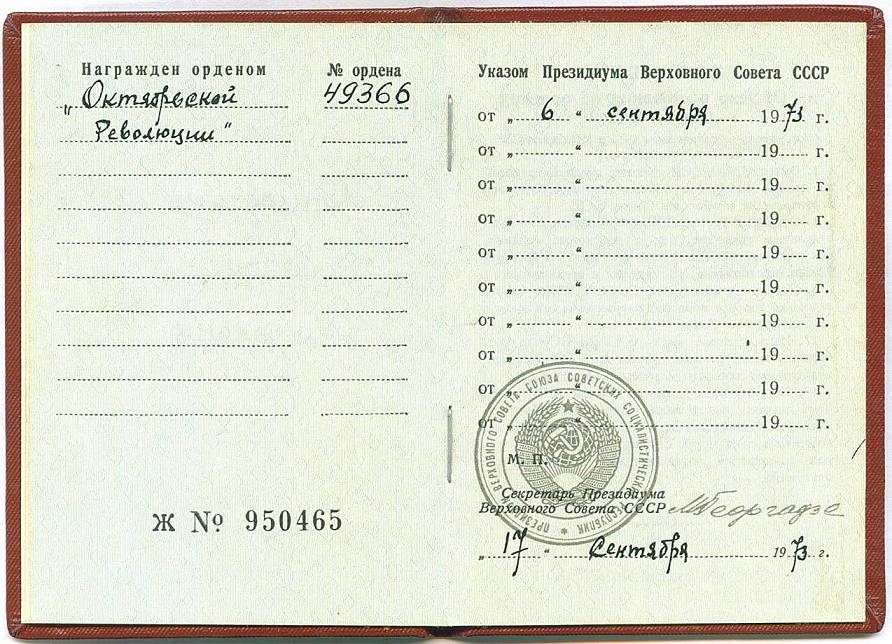 Награжден орденом
№ ордена
„Октябрьской
49366
Революции“
Ж № 950465
Указом Президиума Верховного Совета СССР
от „ 6 “ сентября 1973 г.
от „ “ 19 г.
от „ “ 19 г.
от „ “ 19 г.
от „ “ 19 г.
от „ “ 19 г.
от „ “ 19 г.
от „ “ 19 г.
от „ “ 19 г.
от „ “ 19 г.
ПРЕЗИДИУМ ВЕРХОВНОГО СОВЕТА СОЮЗА СОВЕТСКИХ СОЦИАЛИСТИЧЕСКИХ РЕСПУБЛИК
М. П.
Секретарь Президиума
Верховного Совета СССР МГеоргадзе
„ 17 “ Сентября 1973 г.